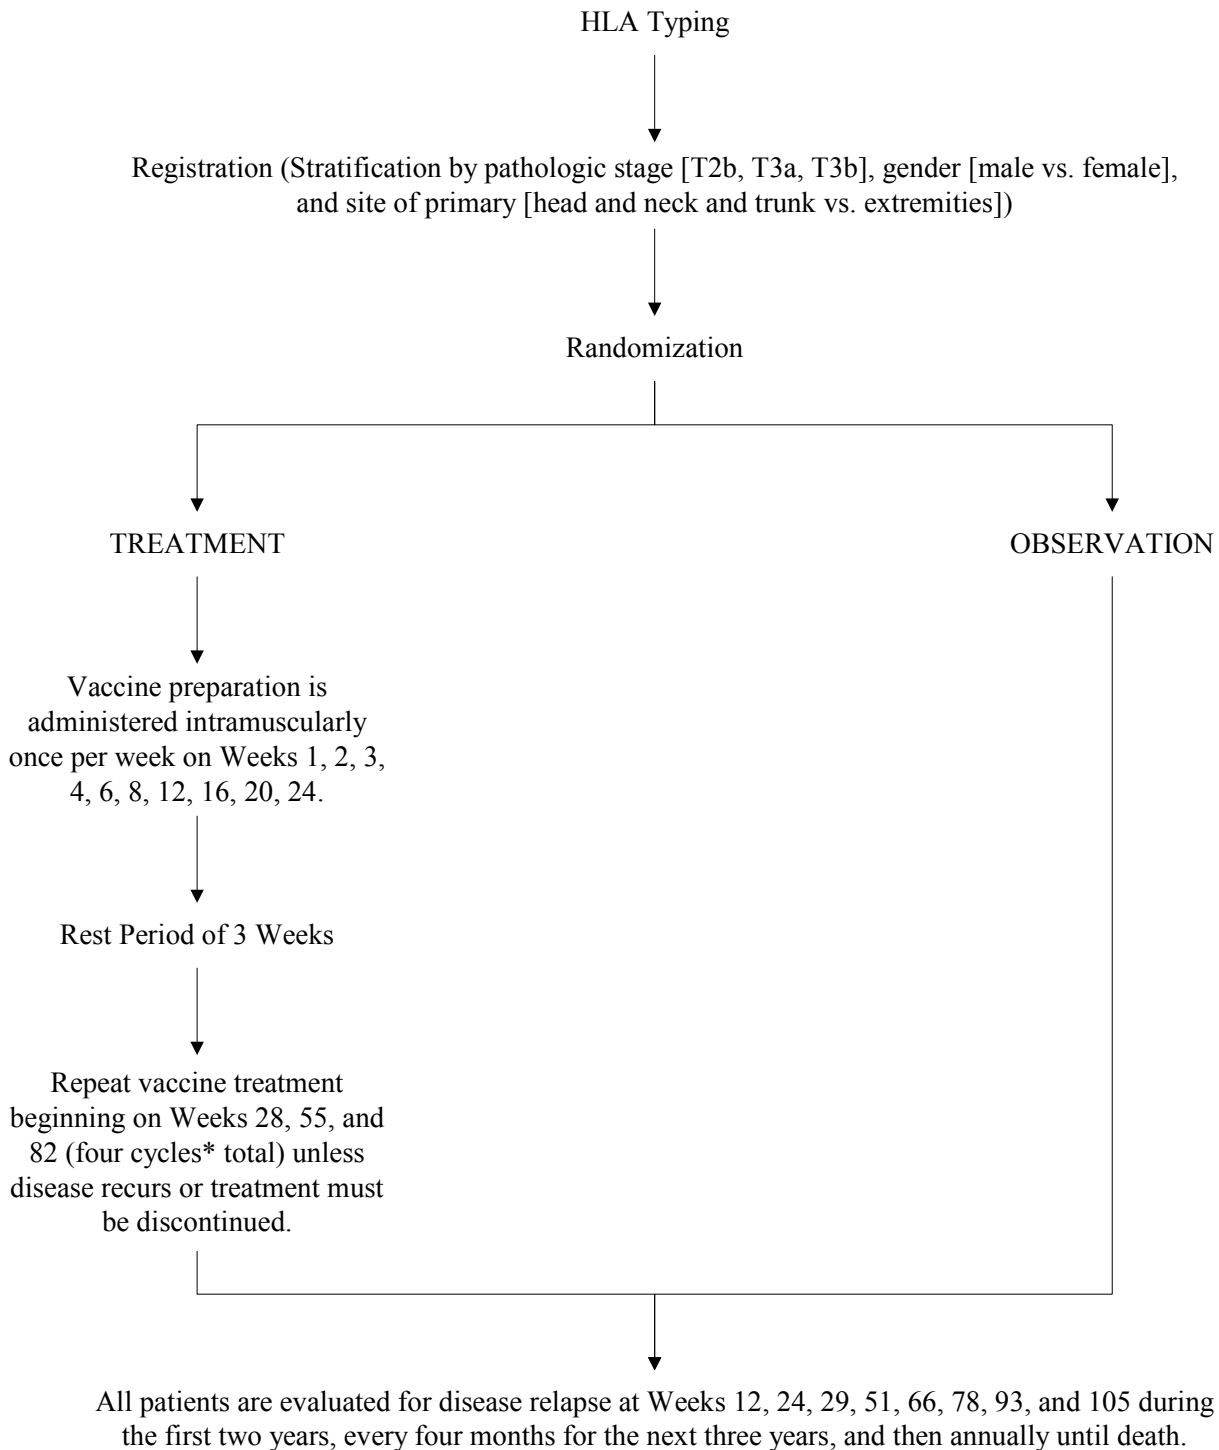 HLA Typing
Registration (Stratification by pathologic stage [T2b, T3a, T3b], gender [male vs. female],
and site of primary [head and neck and trunk vs. extremities])
Randomization
TREATMENT
OBSERVATION
Vaccine preparation is
administered intramuscularly
once per week on Weeks 1, 2, 3,
4, 6, 8, 12, 16, 20, 24.
Rest Period of 3 Weeks
Repeat vaccine treatment
beginning on Weeks 28, 55, and
82 (four cycles* total) unless
disease recurs or treatment must
be discontinued.
All patients are evaluated for disease relapse at Weeks 12, 24, 29, 51, 66, 78, 93, and 105 during
the first two years, every four months for the next three years, and then annually until death.